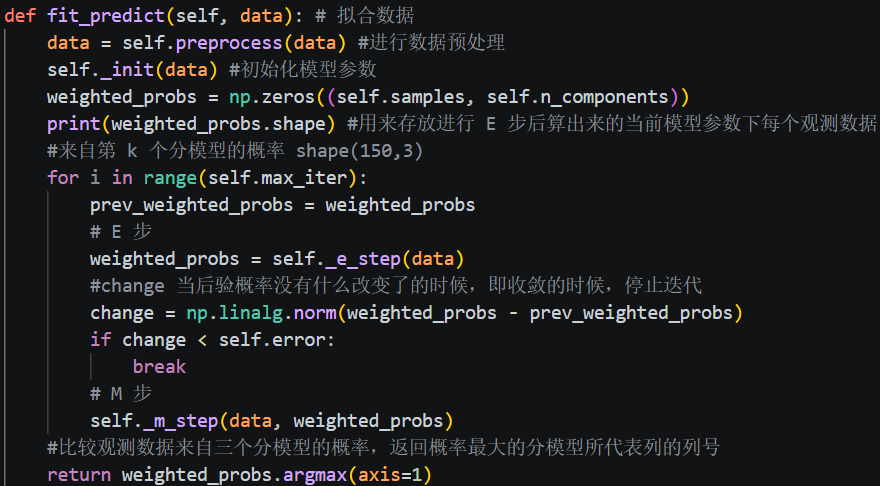 def fit_predict(self, data): # 拟合数据
    data = self.preprocess(data) #进行数据预处理
    self._init(data) #初始化模型参数
    weighted_probs = np.zeros((self.samples, self.n_components))
    print(weighted_probs.shape) #用来存放进行 E 步后算出来的当前模型参数下每个观测数据
    #来自第 k 个分模型的概率 shape(150,3)
    for i in range(self.max_iter):
        prev_weighted_probs = weighted_probs
        # E 步
        weighted_probs = self._e_step(data)
        #change 当后验概率没有什么改变了的时候，即收敛的时候，停止迭代
        change = np.linalg.norm(weighted_probs - prev_weighted_probs)
        if change < self.error:
            break
        # M 步
        self._m_step(data, weighted_probs)
    #比较观测数据来自三个分模型的概率，返回概率最大的分模型所代表列的列号
    return weighted_probs.argmax(axis=1)